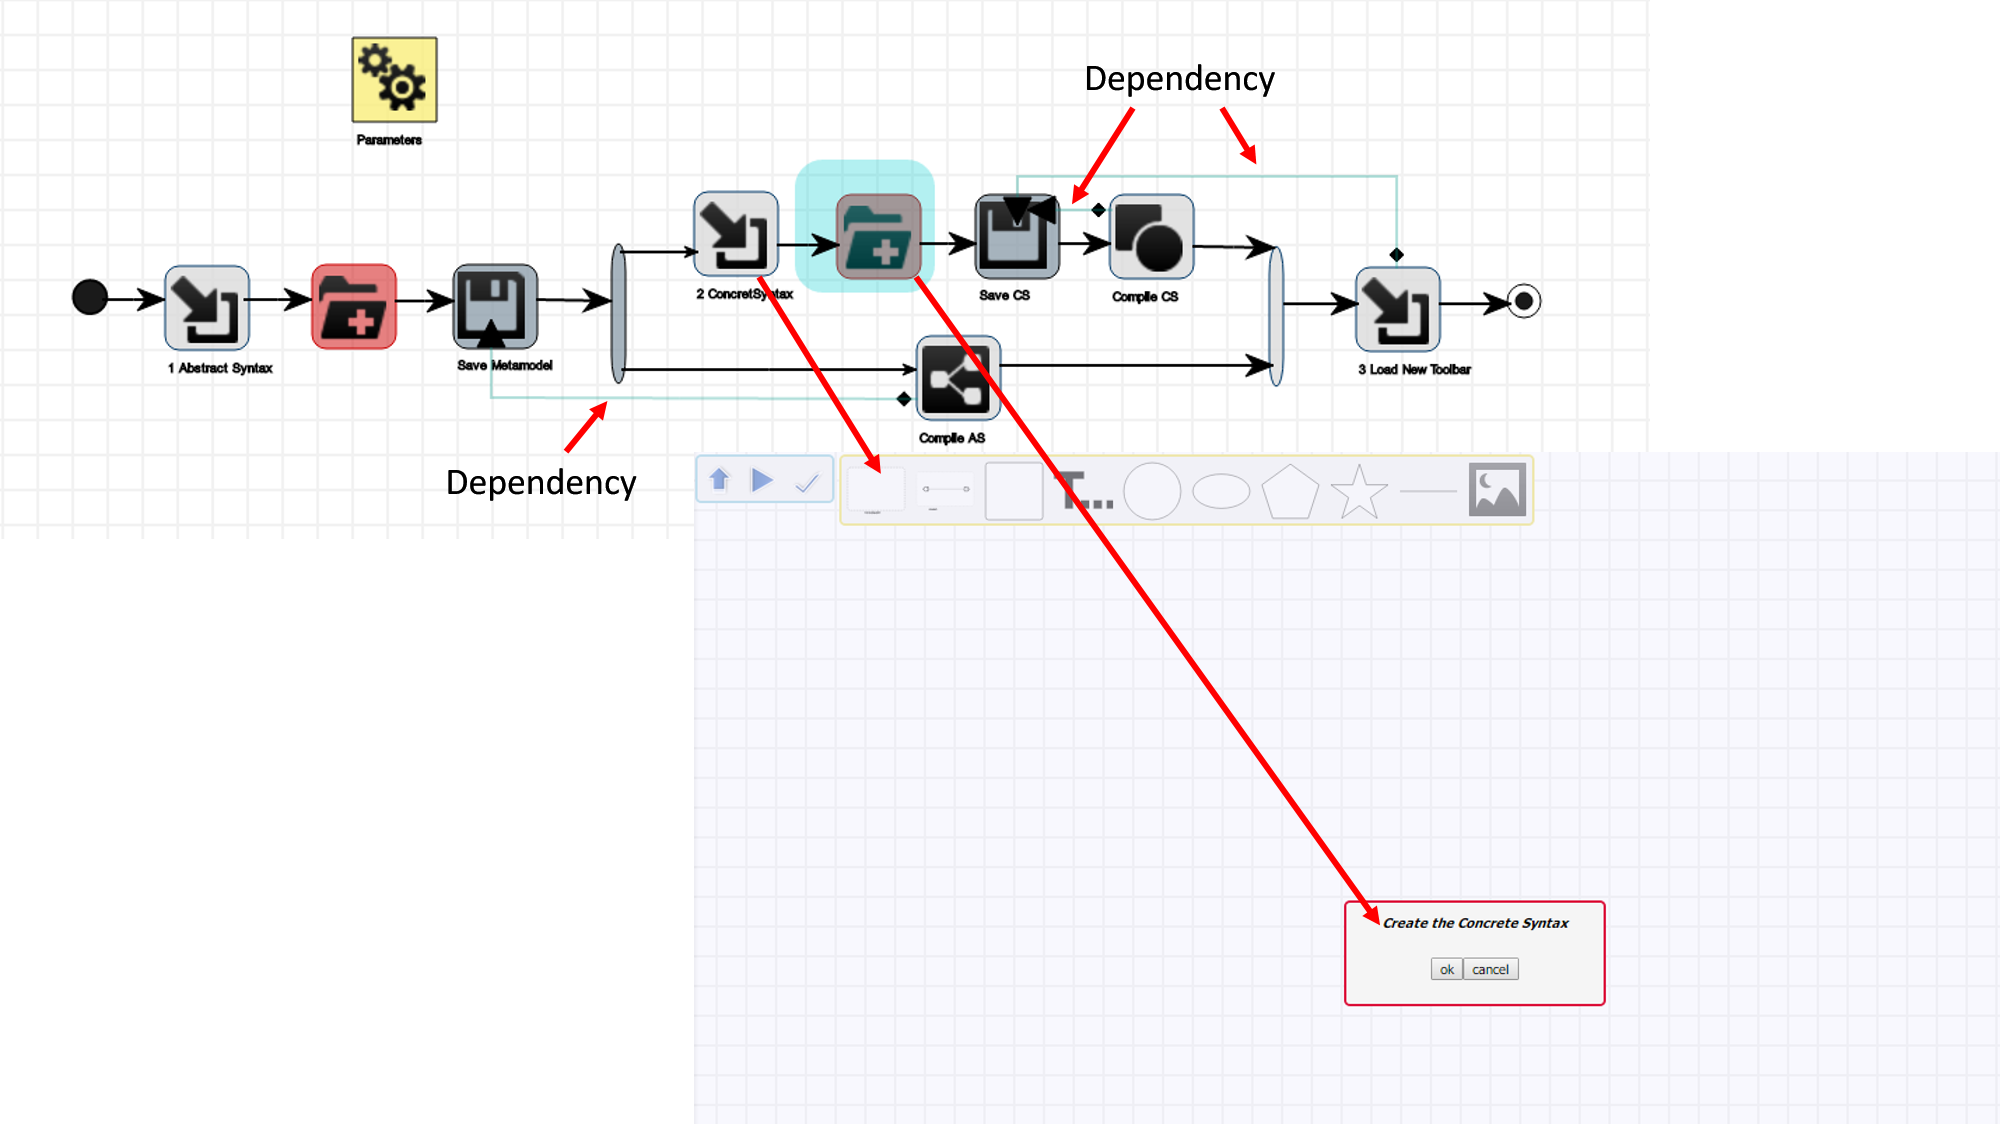 Dependency
Parameters
2 ConcretSyntax
Save CS
Compile CS
1 Abstract Syntax
Save Metamodel
3 Load New Toolbar
Compile AS
Dependency
T...
Create the Concrete Syntax
ok
cancel